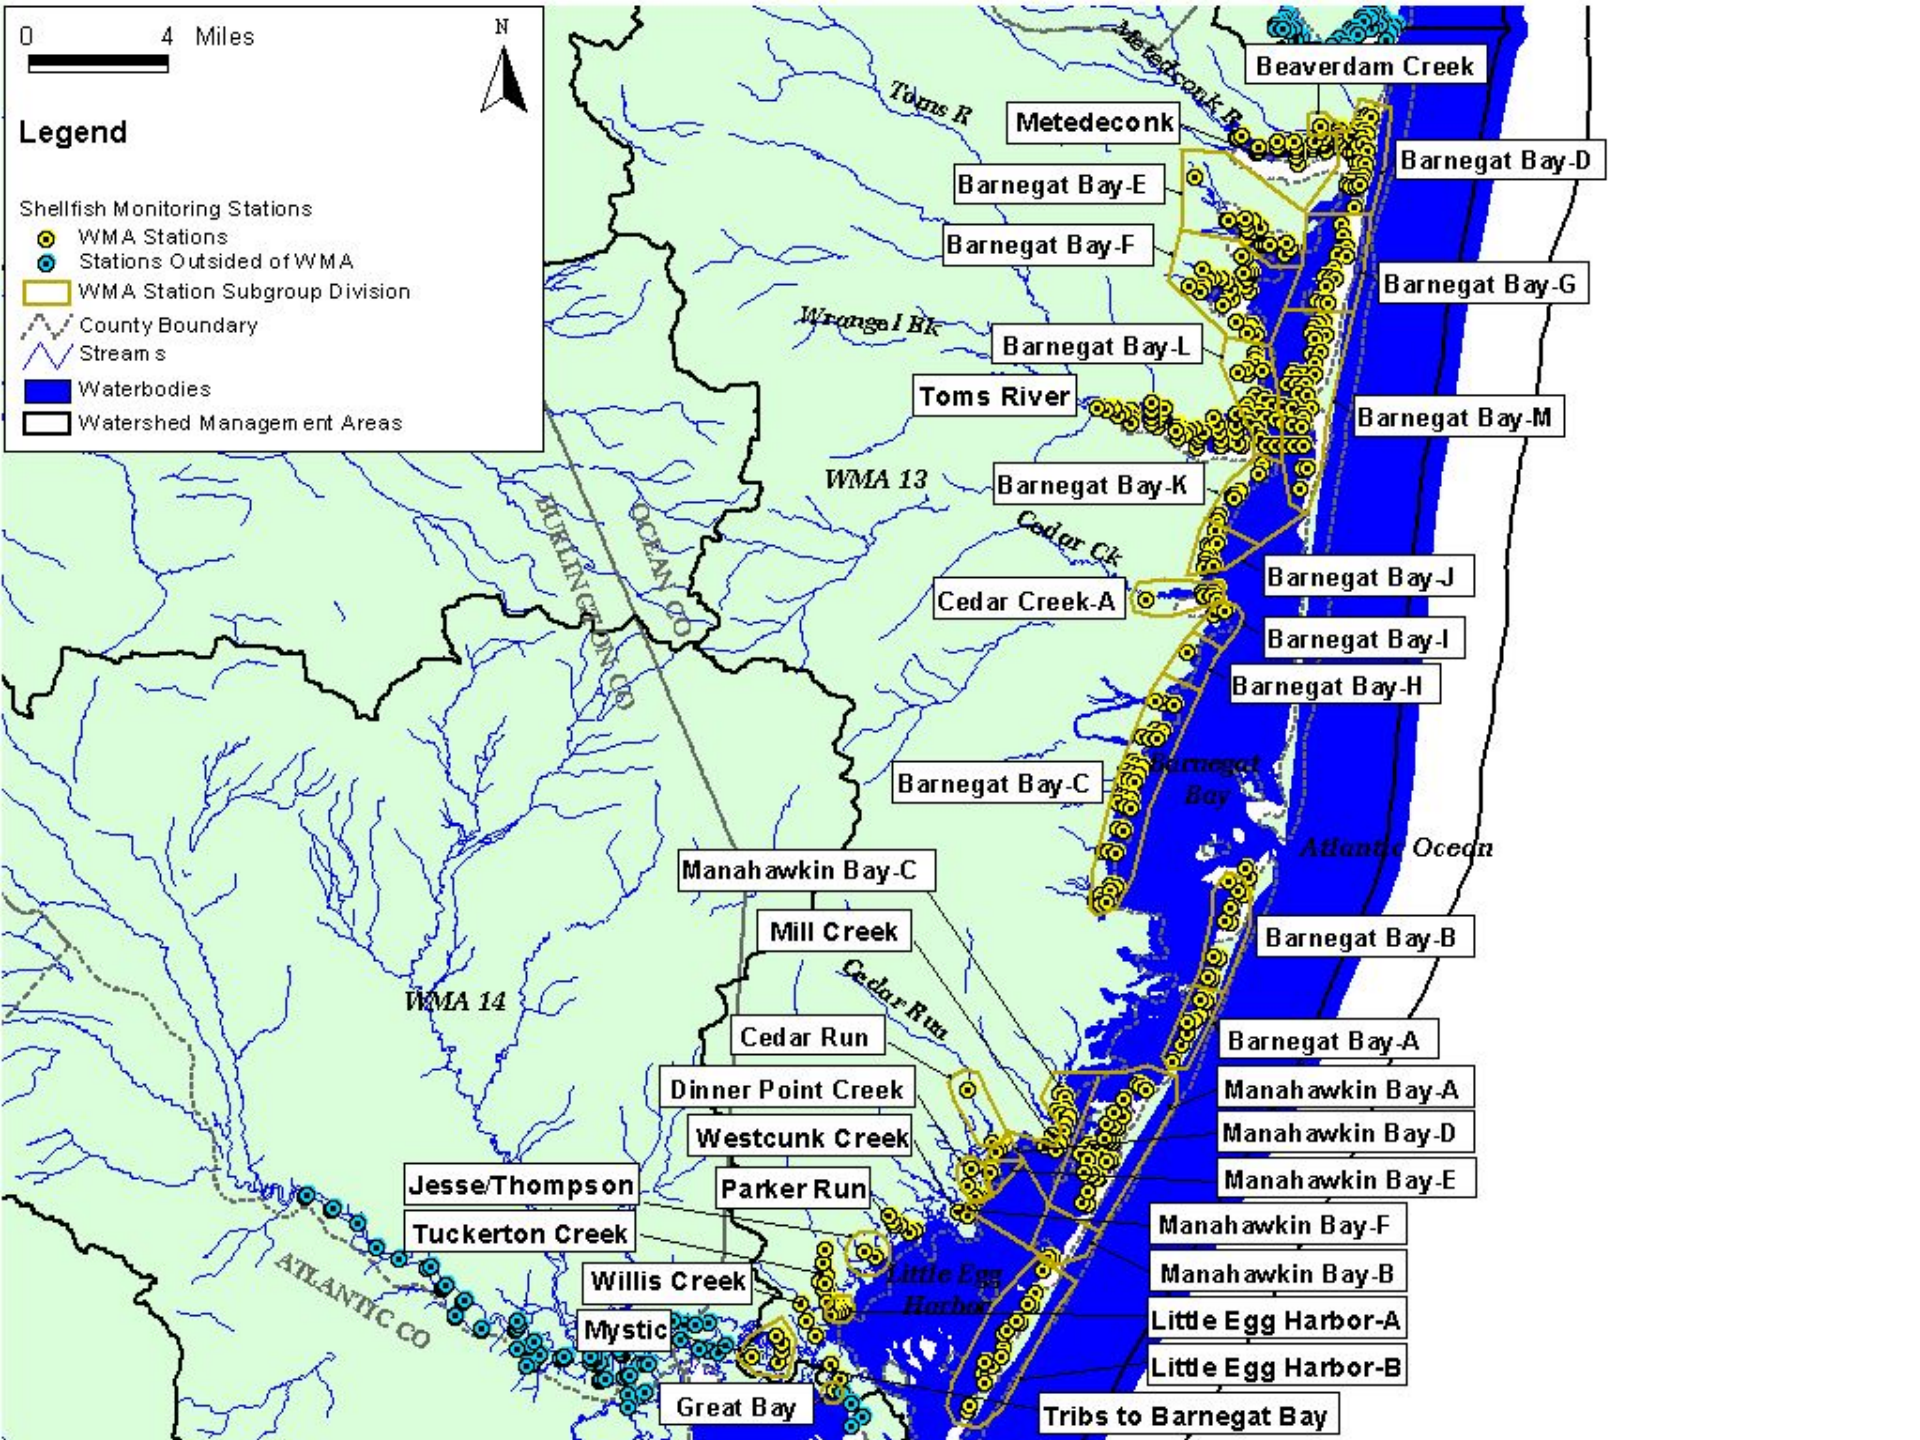 0 4 Miles
N
Legend
Shellfish Monitoring Stations
WMA Stations
Stations Outsided of WMA
WMA Station Subgroup Division
County Boundary
Streams
Waterbodies
Watershed Management Areas
Beaverdam Creek
Metedconk R
Toms R
Metedeconk
Barnegat Bay-D
Barnegat Bay-E
Barnegat Bay-F
Barnegat Bay-G
Wrangel Bk
Barnegat Bay-L
Toms River
Barnegat Bay-M
WMA 13
Barnegat Bay-K
BURLINGTON CO
OCEAN CO
Cedar Ck
Barnegat Bay-J
Cedar Creek-A
Barnegat Bay-I
Barnegat Bay-H
Barnegat Bay-C
Barnegat
Bay
Atlantic Ocean
Manahawkin Bay-C
Mill Creek
Barnegat Bay-B
Cedar Run
WMA 14
Cedar Run
Barnegat Bay-A
Dinner Point Creek
Manahawkin Bay-A
Westcunk Creek
Manahawkin Bay-D
Jesse/Thompson
Parker Run
Manahawkin Bay-E
Tuckerton Creek
Manahawkin Bay-F
Willis Creek
Little Egg
Harbor
Manahawkin Bay-B
ATLANTIC CO
Mystic
Little Egg Harbor-A
Little Egg Harbor-B
Great Bay
Tribs to Barnegat Bay